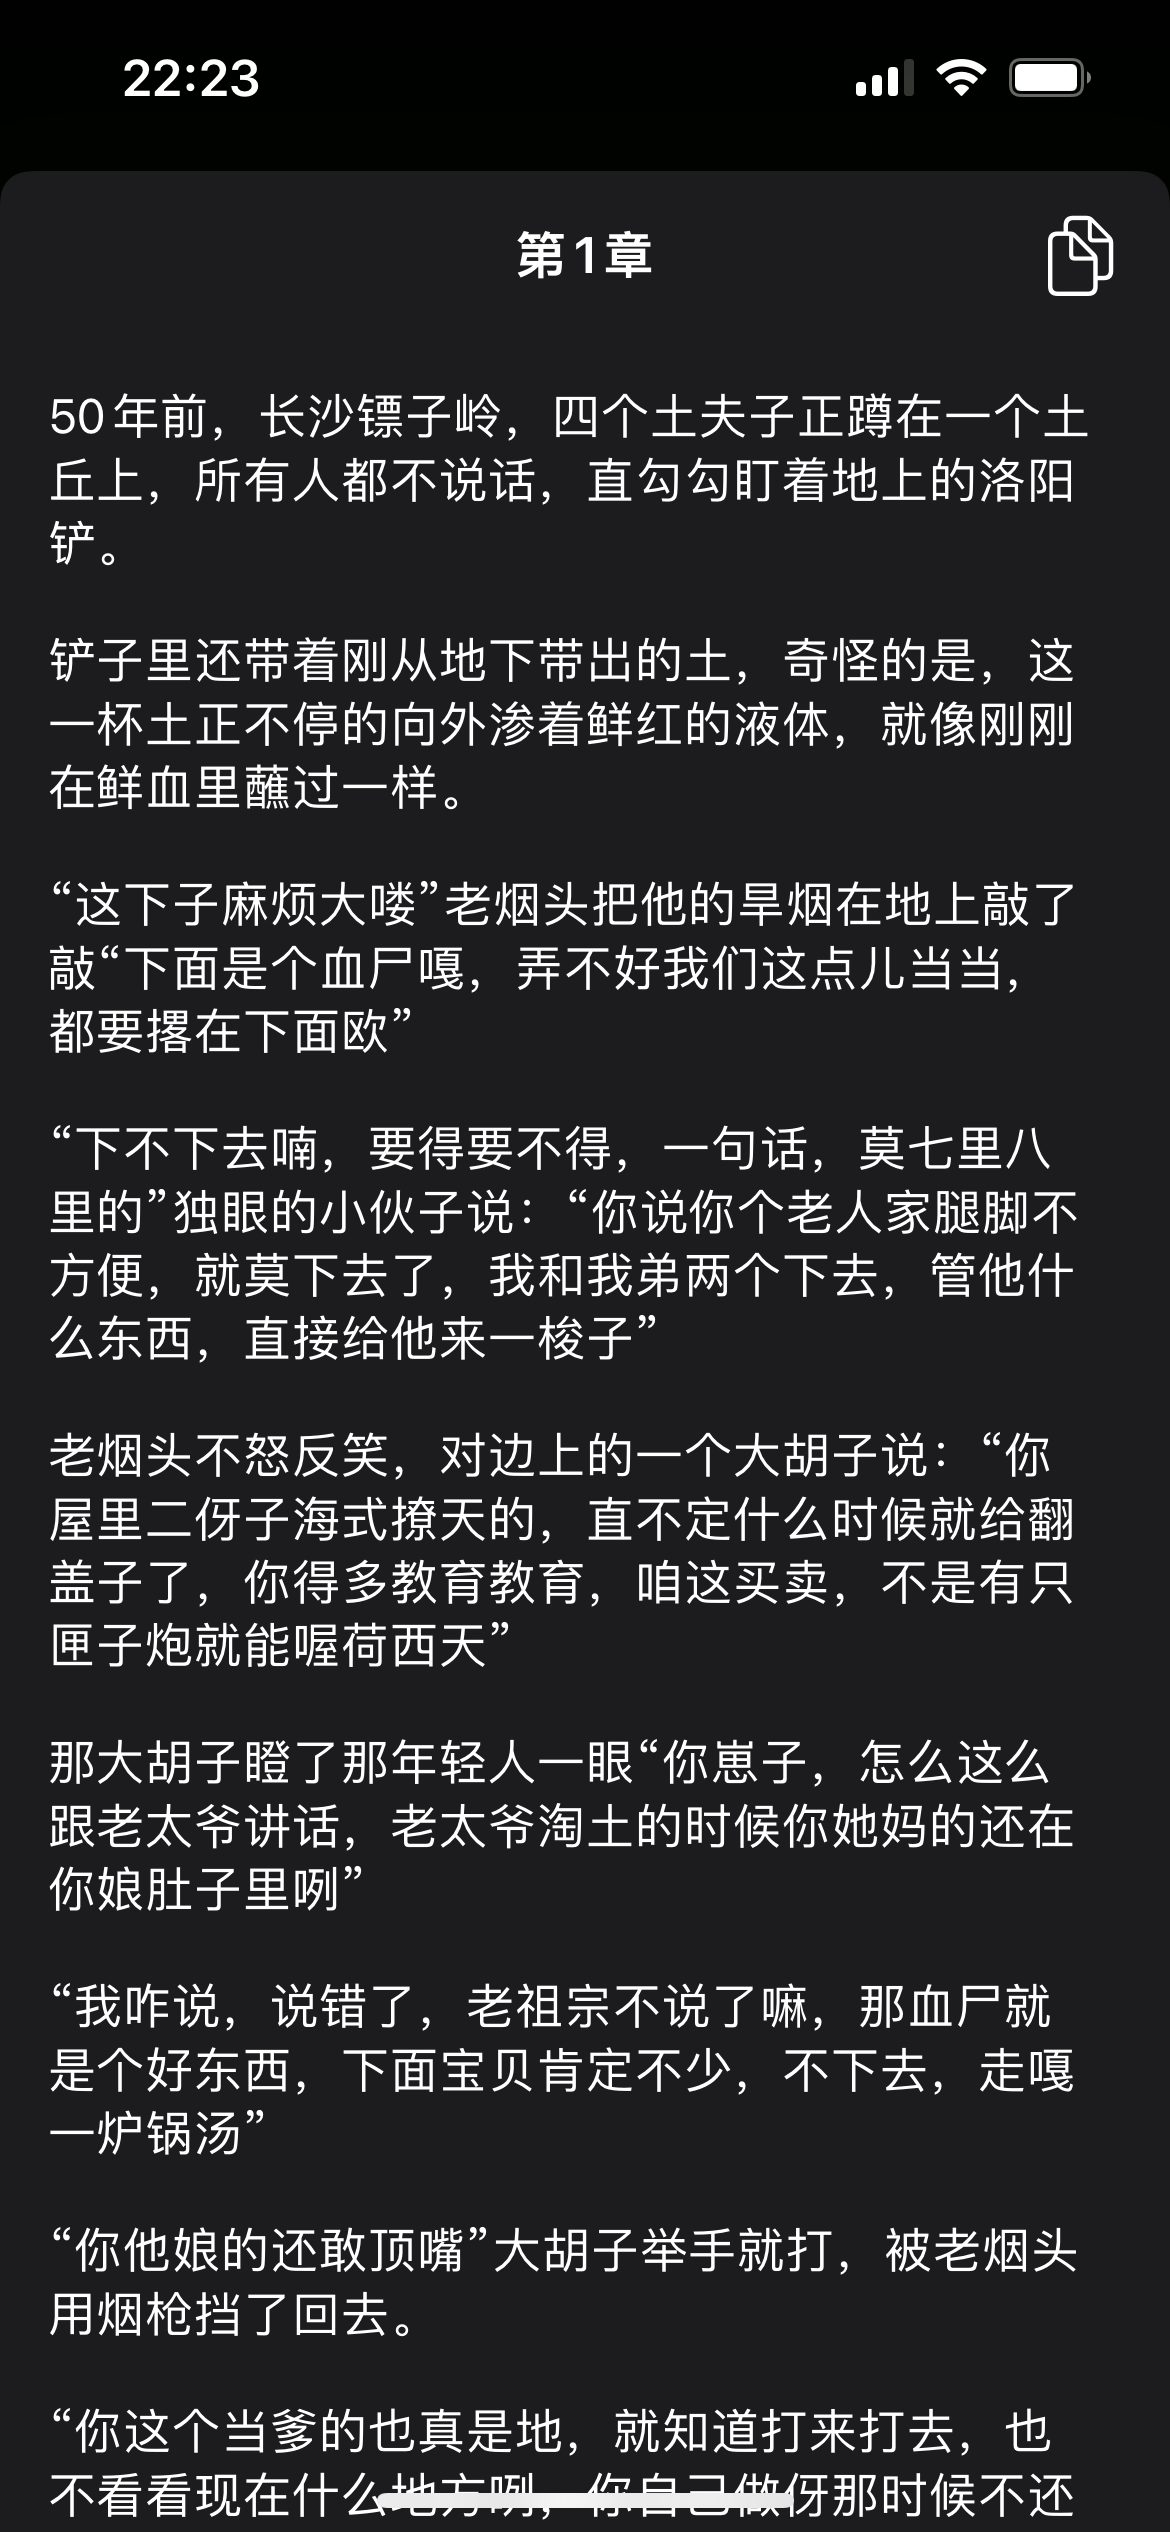 22:23
第1章
50年前，长沙镖子岭，四个土夫子正蹲在一个土
丘上，所有人都不说话，直勾勾盯着地上的洛阳
铲。
铲子里还带着刚从地下带出的土，奇怪的是，这
一杯土正不停的向外渗着鲜红的液体，就像刚刚
在鲜血里蘸过一样。
“这下子麻烦大喽”老烟头把他的旱烟在地上敲了
敲“下面是个血尸嘎，弄不好我们这点儿当当，
都要撂在下面欧”
“下不下去喃，要得要不得，一句话，莫七里八
里的”独眼的小伙子说：“你说你个老人家腿脚不
方便，就莫下去了，我和我弟两个下去，管他什
么东西，直接给他来一梭子”
老烟头不怒反笑，对边上的一个大胡子说：“你
屋里二伢子海式撩天的，直不定什么时候就给翻
盖子了，你得多教育教育，咱这买卖，不是有只
匣子炮就能喔荷西天”
那大胡子瞪了那年轻人一眼“你崽子，怎么这么
跟老太爷讲话，老太爷淘土的时候你她妈的还在
你娘肚子里咧”
“我咋说，说错了，老祖宗不说了嘛，那血尸就
是个好东西，下面宝贝肯定不少，不下去，走嘎
一炉锅汤”
“你他娘的还敢顶嘴”大胡子举手就打，被老烟头
用烟枪挡了回去。
“你这个当爹的也真是地，就知道打来打去，也
不看看现在什么地方咧，你自己做伢那时候不还